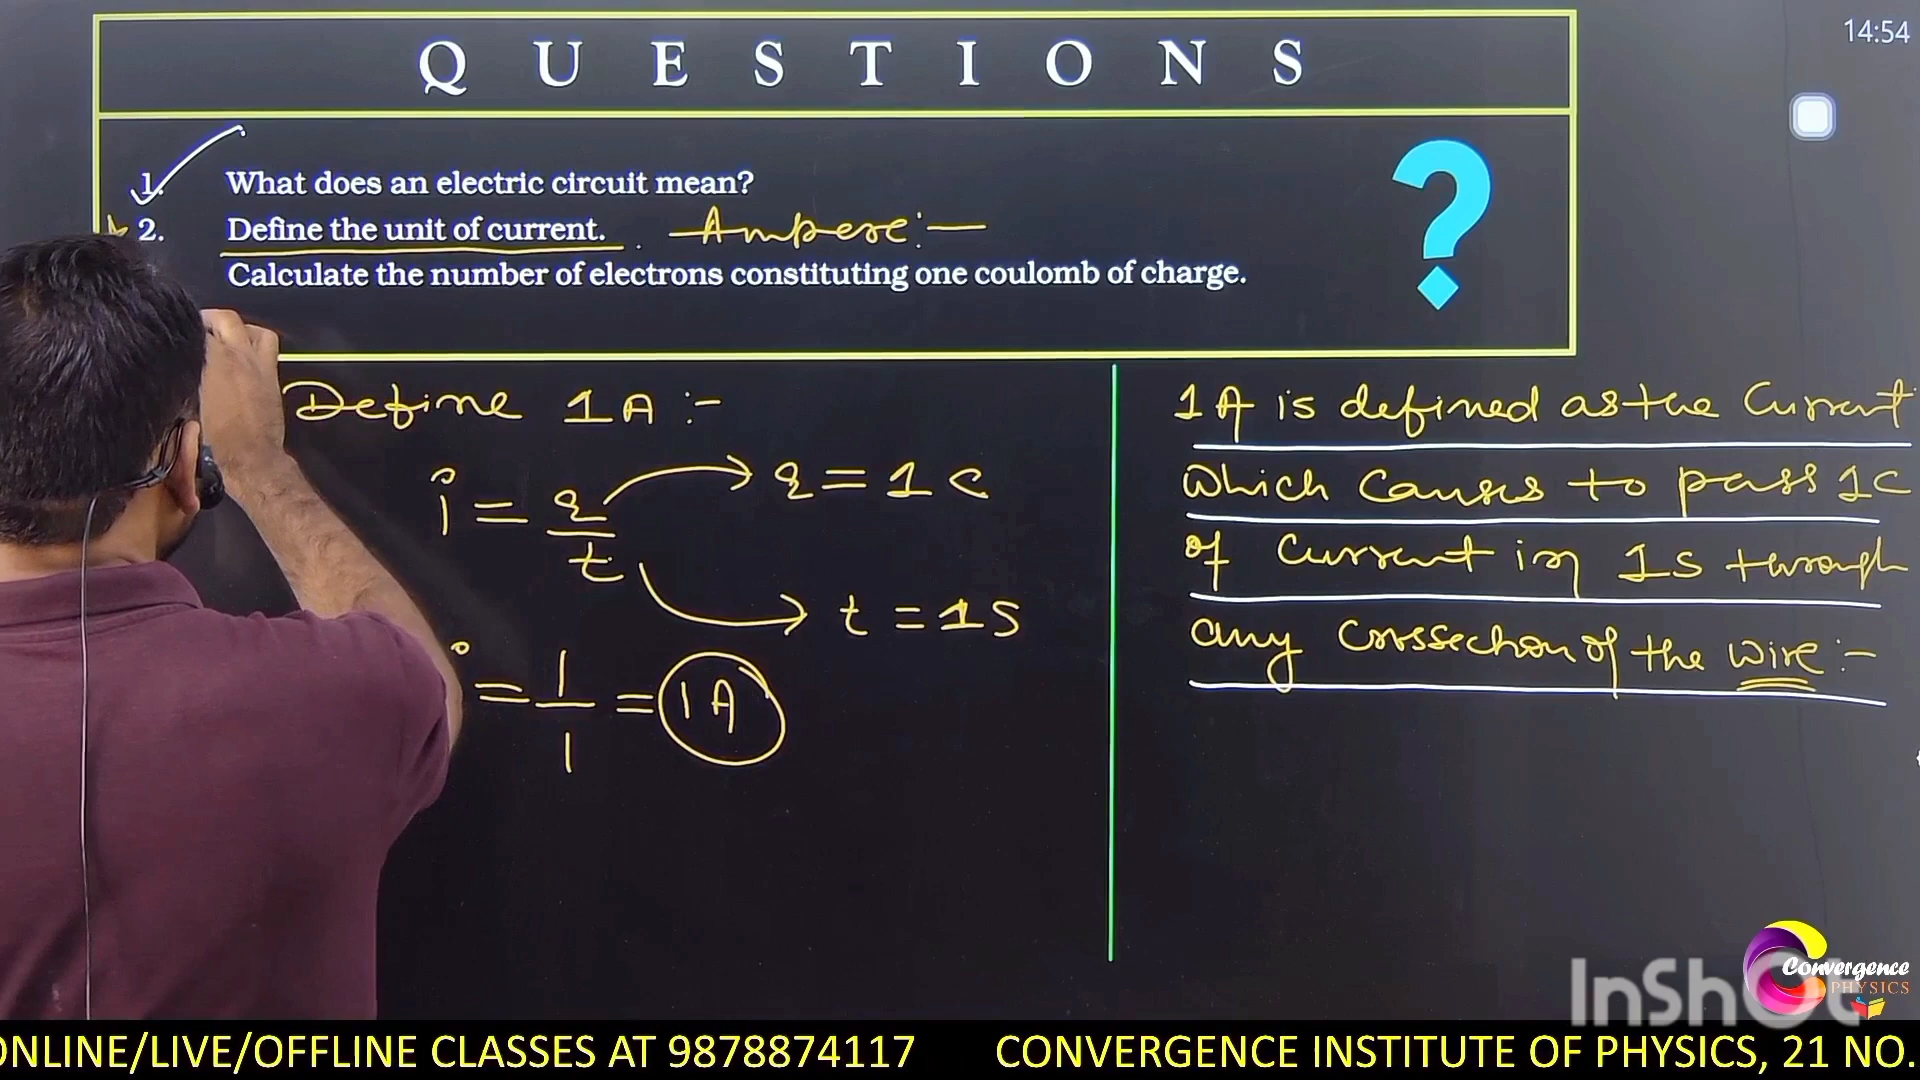 14:54
QUESTIONS
1. What does an electric circuit mean?
2. Define the unit of current. Ampere:—
Calculate the number of electrons constituting one coulomb of charge.
Define 1A :-
i = q/t
q = 1C
t = 1S
i = 1/1 = 1A
1A is defined as the Current
which causes to pass 1C
of Current in 1S through
any crossection of the wire:-
InShOt
Convergence
PHYSICS
ONLINE/LIVE/OFFLINE CLASSES AT 9878874117 CONVERGENCE INSTITUTE OF PHYSICS, 21 NO.